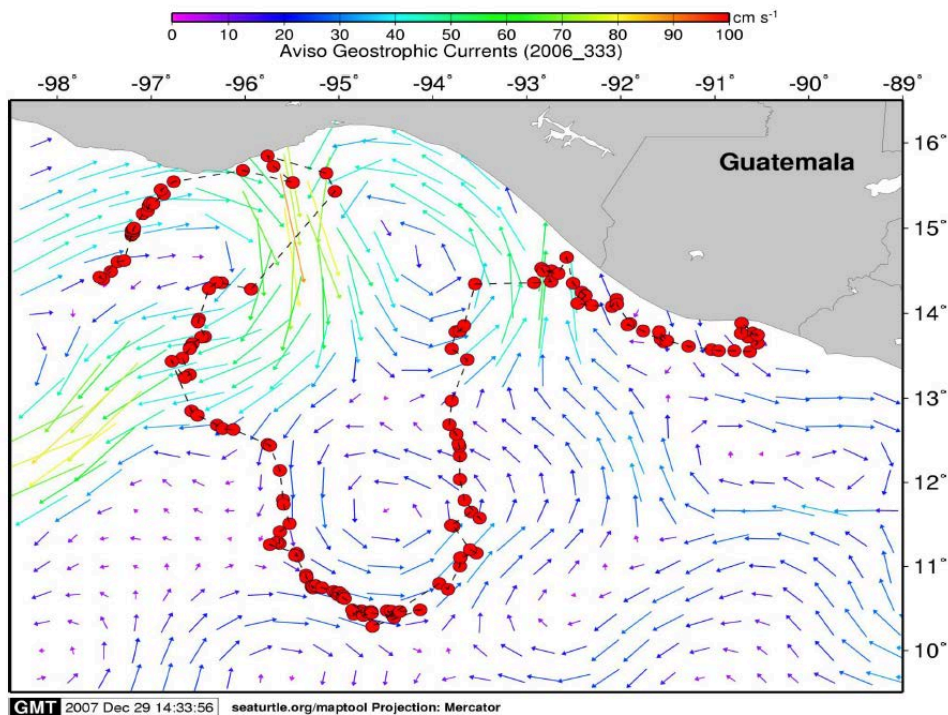 0 10 20 30 40 50 60 70 80 90 100 cm s⁻¹
Aviso Geostrophic Currents (2006_333)
-98° -97° -96° -95° -94° -93° -92° -91° -90° -89°
16°
Guatemala
15°
14°
13°
12°
11°
10°
GMT 2007 Dec 29 14:33:56 seaturtle.org/maptool Projection: Mercator